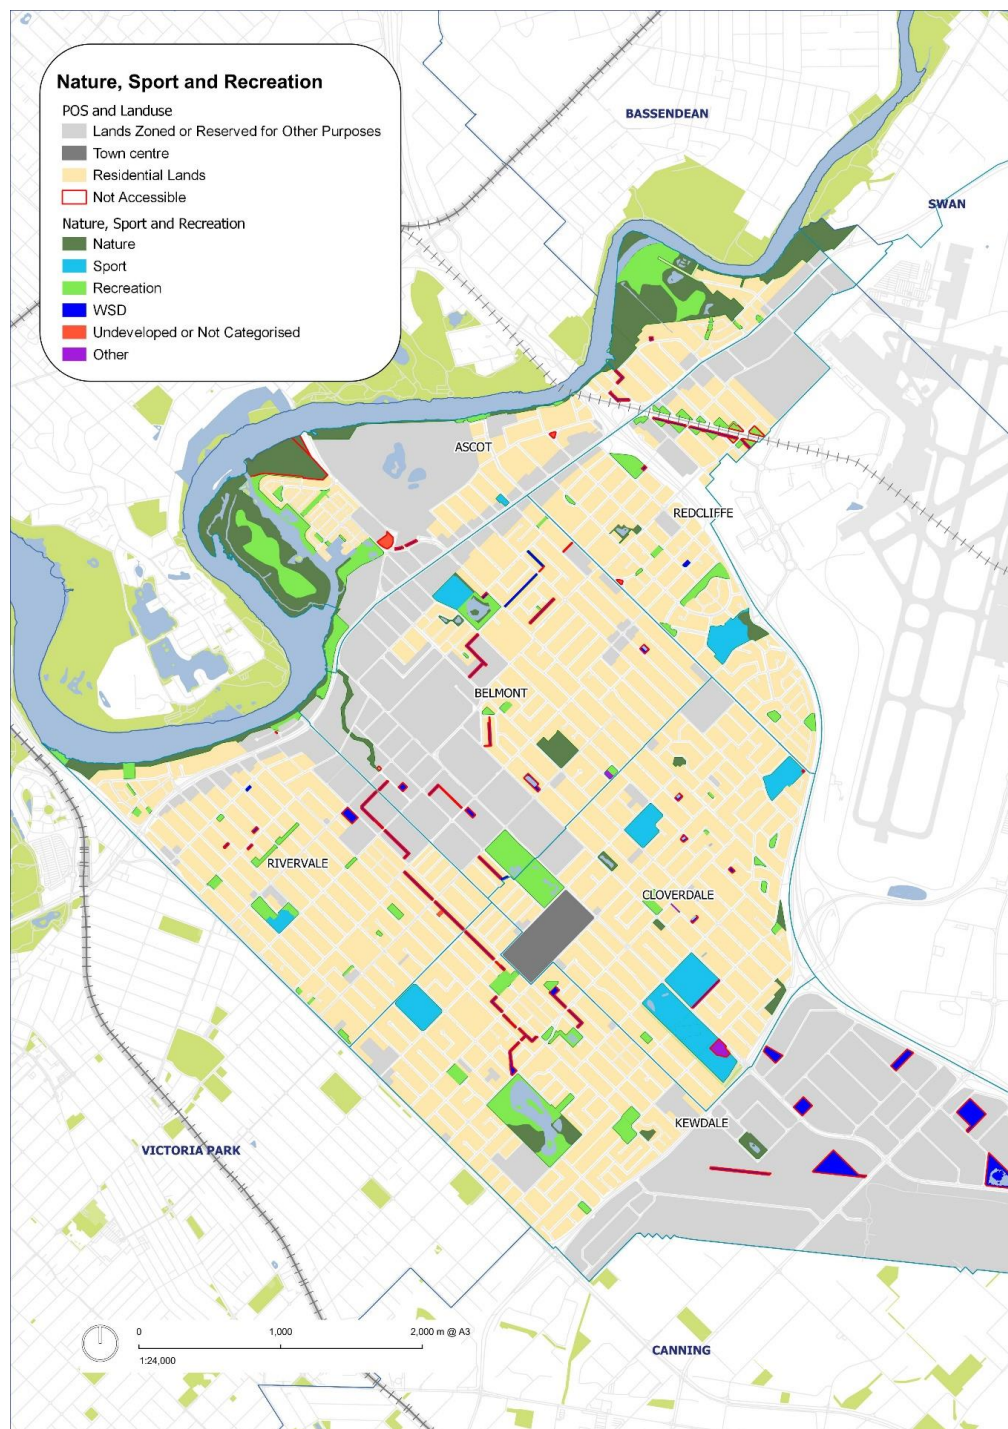 Nature, Sport and Recreation
POS and Landuse
Lands Zoned or Reserved for Other Purposes
Town centre
Residential Lands
Not Accessible
Nature, Sport and Recreation
Nature
Sport
Recreation
WSD
Undeveloped or Not Categorised
Other
BASSENDEAN
SWAN
ASCOT
REDCLIFFE
BELMONT
RIVERVALE
CLOVERDALE
KEWDALE
VICTORIA PARK
0 1,000 2,000 m @ A3
1:24,000
CANNING